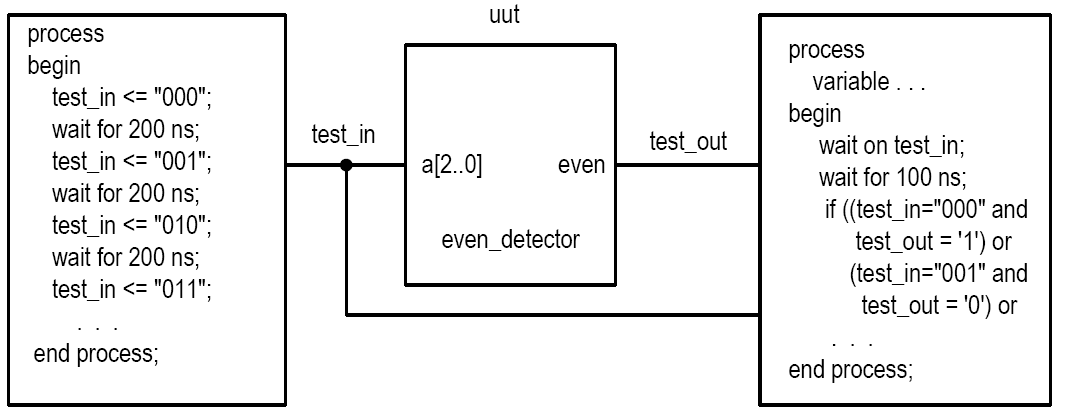 process
begin
test_in <= "000";
wait for 200 ns;
test_in <= "001";
wait for 200 ns;
test_in <= "010";
wait for 200 ns;
test_in <= "011";
. . .
end process;
test_in
uut
a[2..0] even
even_detector
test_out
process
variable . . .
begin
wait on test_in;
wait for 100 ns;
if ((test_in="000" and
test_out = '1') or
(test_in="001" and
test_out = '0') or
. . .
end process;